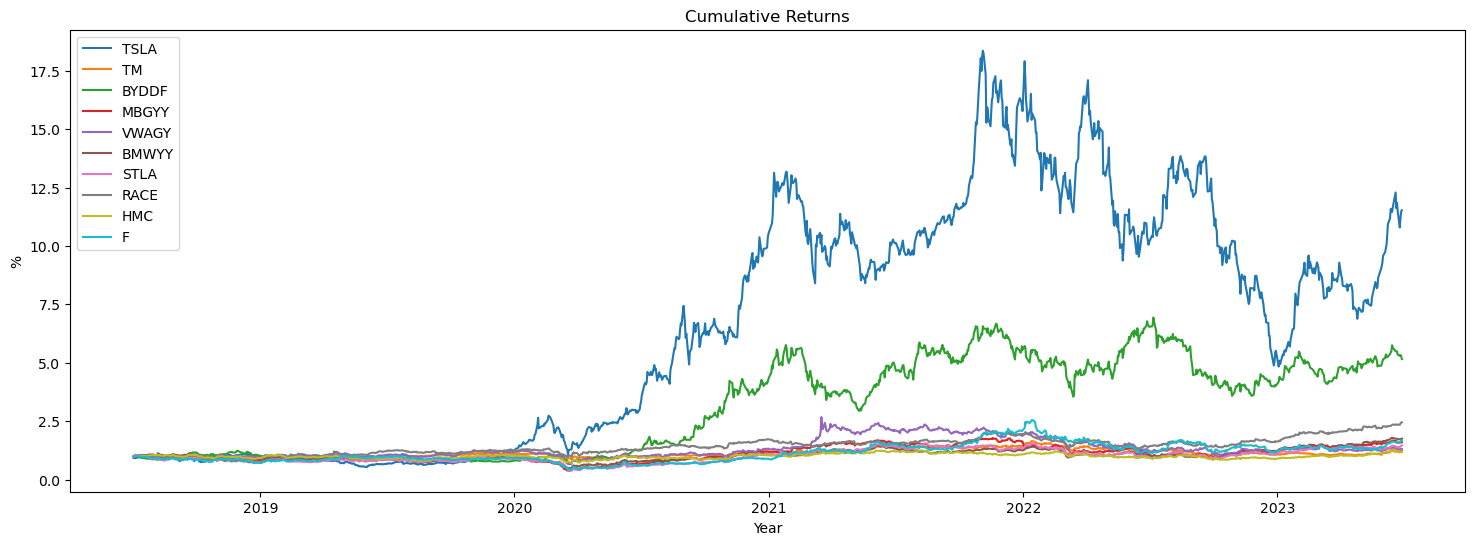 Cumulative Returns
TSLA
TM
BYDDF
MBGYY
VWAGY
BMWYY
STLA
RACE
HMC
F
%
17.5
15.0
12.5
10.0
7.5
5.0
2.5
0.0
2019
2020
2021
2022
2023
Year